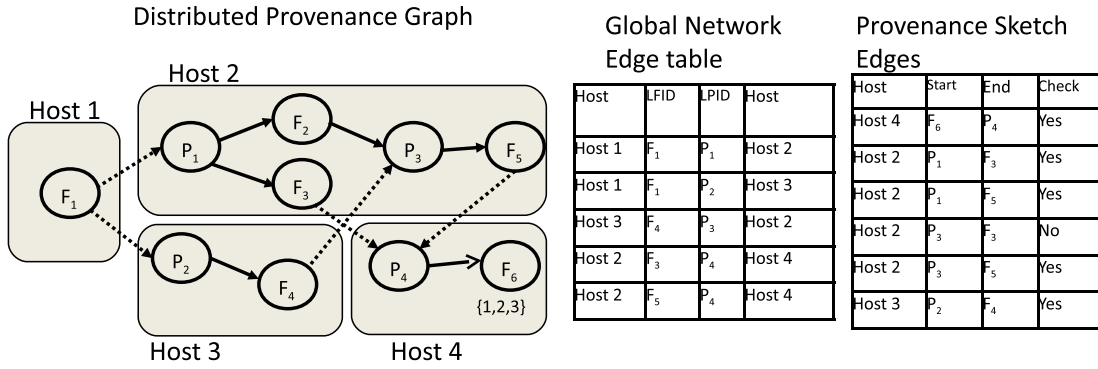 Distributed Provenance Graph
Host 1
F1
Host 2
P1
F2
F3
P3
F5
P2
F4
Host 3
P4
F6
{1,2,3}
Host 4
Global Network
Edge table
Host LFID LPID Host
Host 1 F1 P1 Host 2
Host 1 F1 P2 Host 3
Host 3 F4 P3 Host 2
Host 2 F3 P4 Host 4
Host 2 F5 P4 Host 4
Provenance Sketch
Edges
Host Start End Check
Host 4 F6 P4 Yes
Host 2 P1 F3 Yes
Host 2 P1 F5 Yes
Host 2 P3 F3 No
Host 2 P3 F5 Yes
Host 3 P2 F4 Yes